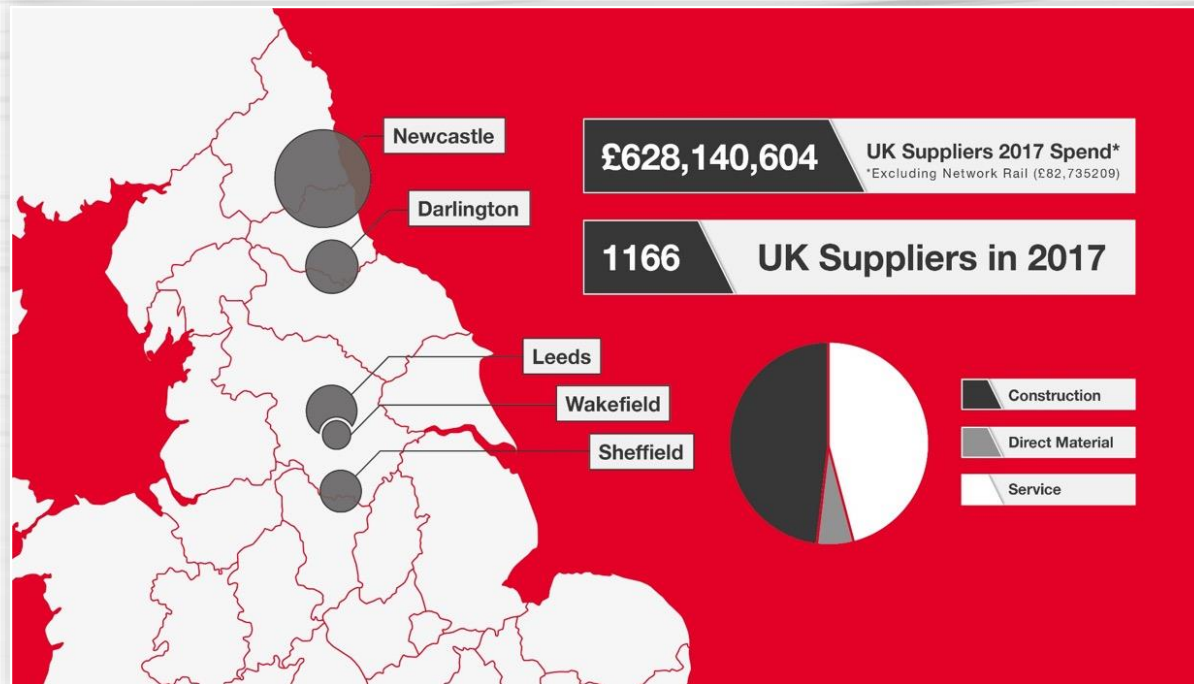 Newcastle
Darlington
Leeds
Wakefield
Sheffield
£628,140,604
UK Suppliers 2017 Spend*
*Excluding Network Rail (£82,735209)
1166
UK Suppliers in 2017
Construction
Direct Material
Service